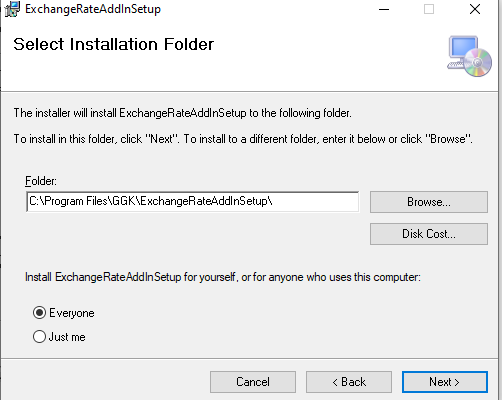 ExchangeRateAddInSetup
Select Installation Folder
The installer will install ExchangeRateAddInSetup to the following folder.
To install in this folder, click "Next". To install to a different folder, enter it below or click "Browse".
Folder:
C:\Program Files\GGK\ExchangeRateAddInSetup\
Browse...
Disk Cost...
Install ExchangeRateAddInSetup for yourself, or for anyone who uses this computer:
Everyone
Just me
Cancel
< Back
Next >